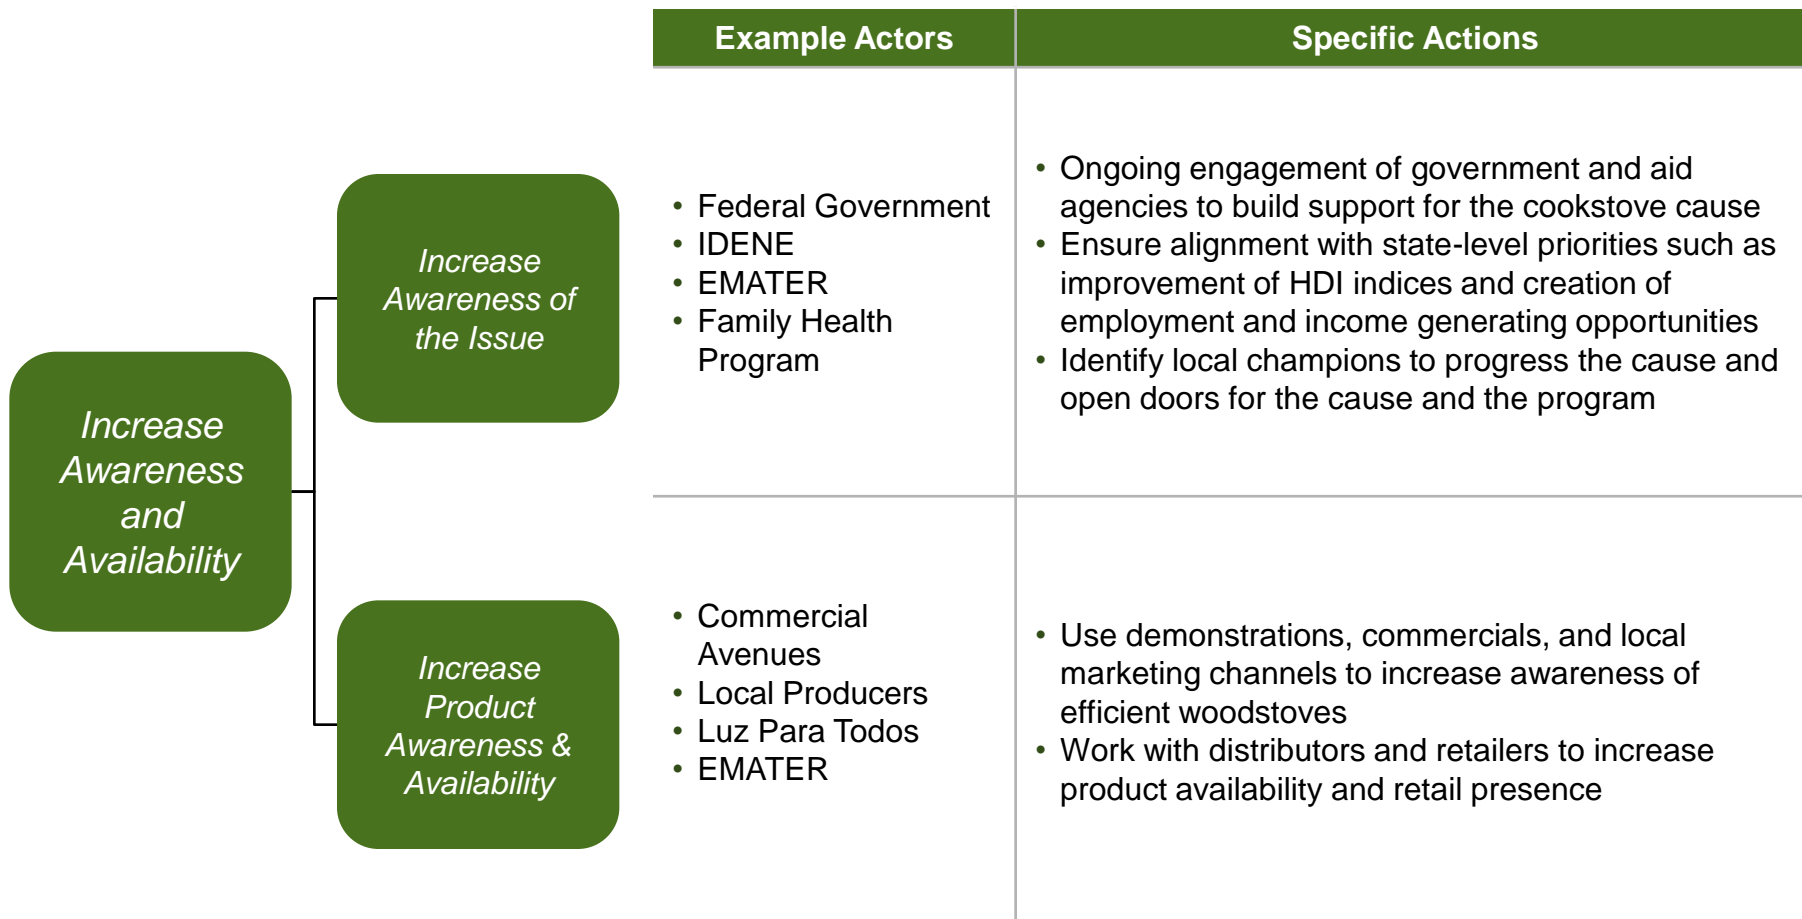 Example Actors
Specific Actions
Increase
Awareness
and
Availability
Increase
Awareness of
the Issue
• Federal Government
• IDENE
• EMATER
• Family Health
Program
• Ongoing engagement of government and aid
agencies to build support for the cookstove cause
• Ensure alignment with state-level priorities such as
improvement of HDI indices and creation of
employment and income generating opportunities
• Identify local champions to progress the cause and
open doors for the cause and the program
Increase
Product
Awareness &
Availability
• Commercial
Avenues
• Local Producers
• Luz Para Todos
• EMATER
• Use demonstrations, commercials, and local
marketing channels to increase awareness of
efficient woodstoves
• Work with distributors and retailers to increase
product availability and retail presence